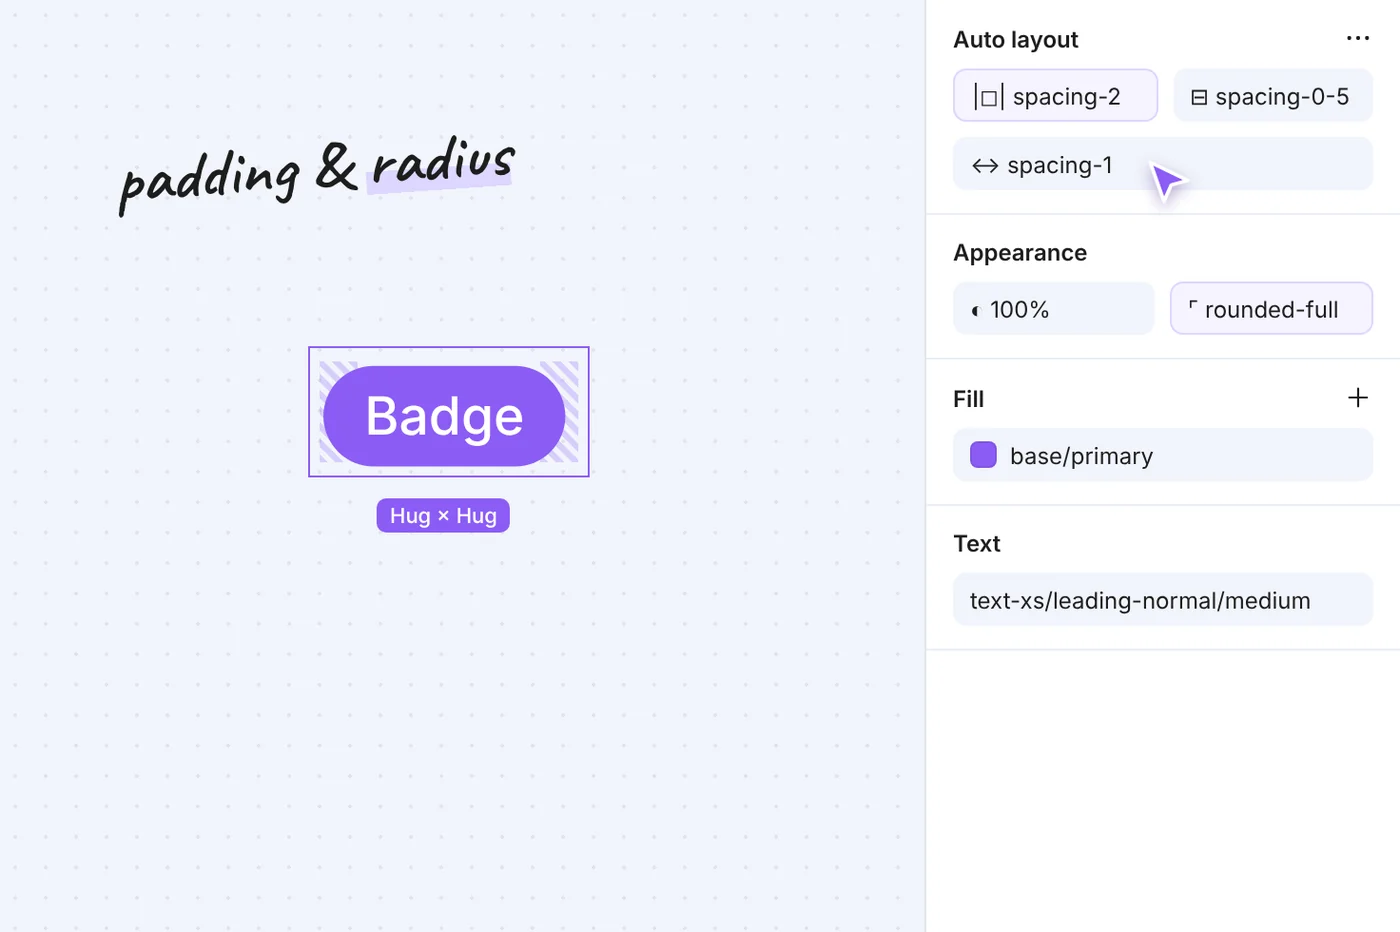 padding & radius
Badge
Hug × Hug
Auto layout
spacing-2
spacing-0-5
spacing-1
Appearance
100%
rounded-full
Fill
base/primary
Text
text-xs/leading-normal/medium